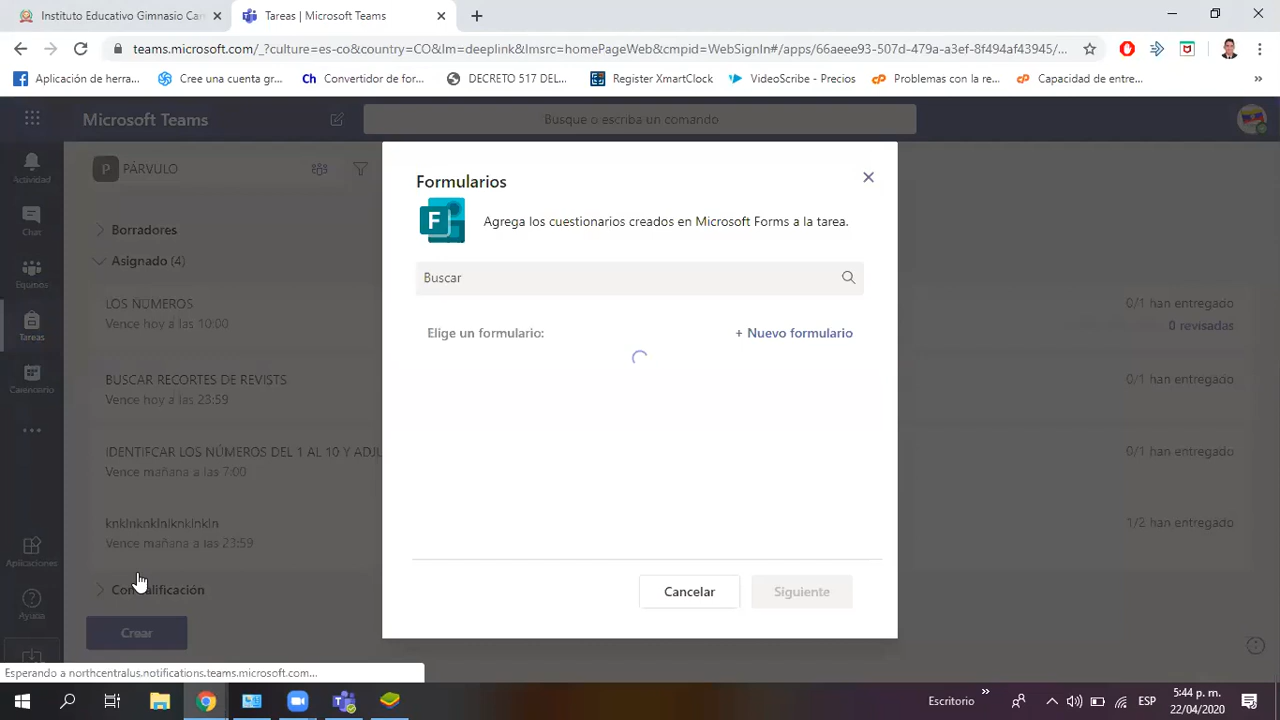 Instituto Educativo Gimnasio Car
Tareas | Microsoft Teams
teams.microsoft.com/_?culture=es-co&country=CO&lm=deeplink&lmsrc=homePageWeb&cmpid=WebSignIn#/apps/66aeee93-507d-479a-a3ef-8f494af43945/...
Aplicación de herra...
Cree una cuenta gr...
Ch Convertidor de for...
DECRETO 517 DEL...
Register XmartClock
VideoScribe - Precios
Problemas con la re...
Capacidad de entre...
Microsoft Teams
Busque o escriba un comando
Actividad
Chat
Equipos
Tareas
Calendario
Aplicaciones
Ayuda
P PÁRVULO
Borradores
Asignado (4)
LOS NÚMEROS
Vence hoy a las 10:00
0/1 han entregado
0 revisadas
BUSCAR RECORTES DE REVISTS
Vence hoy a las 23:59
0/1 han entregado
IDENTIFCAR LOS NÚMEROS DEL 1 AL 10 Y ADJU
Vence mañana a las 7:00
0/1 han entregado
Vence mañana a las 23:59
1/2 han entregado
Con calificación
Crear
Formularios
F
Agrega los cuestionarios creados en Microsoft Forms a la tarea.
Buscar
Elige un formulario:
+ Nuevo formulario
Cancelar
Siguiente
Esperando a northcentralus.notifications.teams.microsoft.com...
Escritorio
ESP
5:44 p. m.
22/04/2020